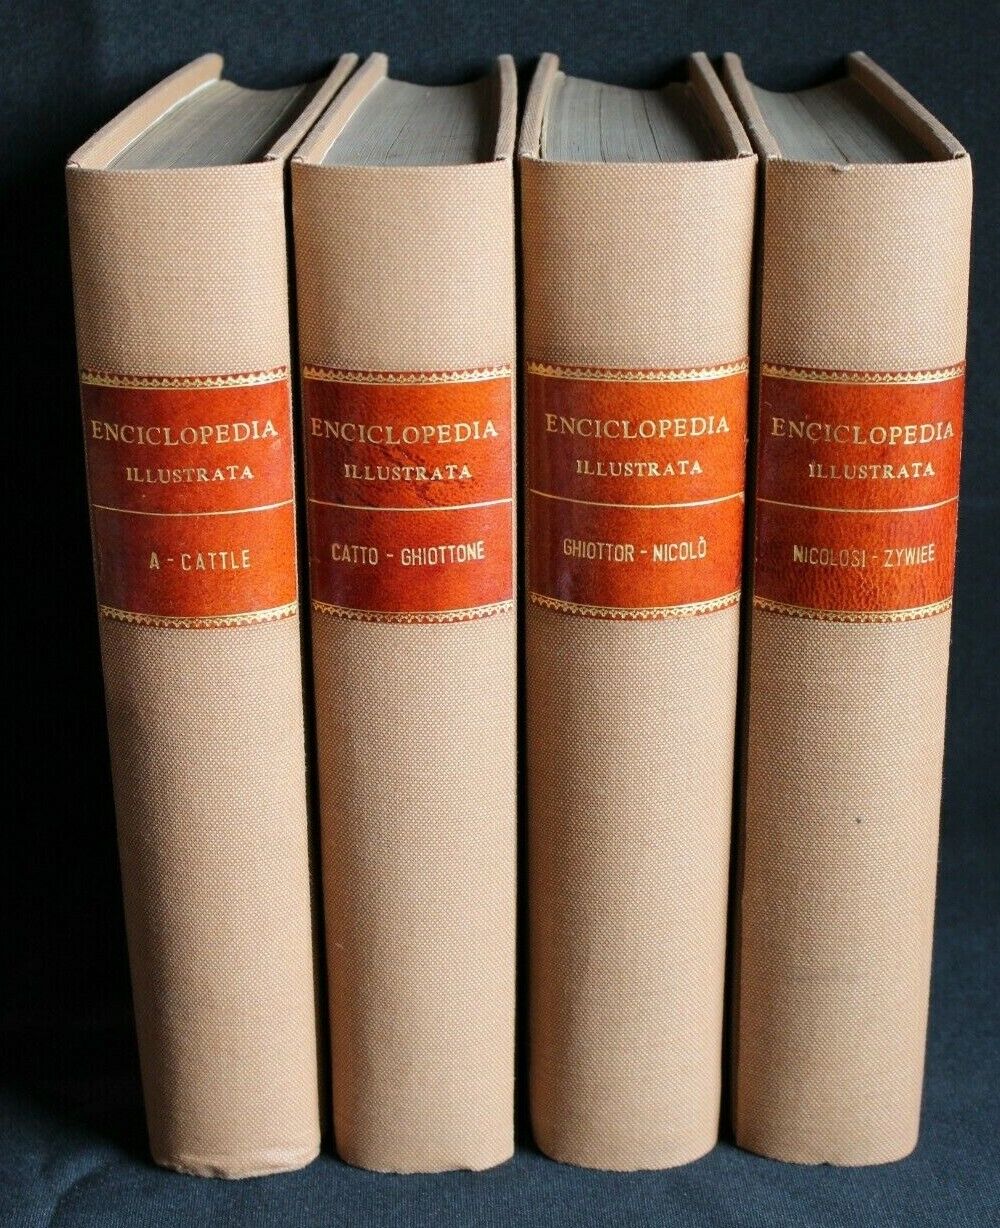 ENCICLOPEDIA
ILLUSTRATA
A - CATTLE
ENCICLOPEDIA
ILLUSTRATA
CATTO - GHIOTTONE
ENCICLOPEDIA
ILLUSTRATA
GHIOTTOR - NICOLÒ
ENCICLOPEDIA
ILLUSTRATA
NICOLOSI - ZYWIEE